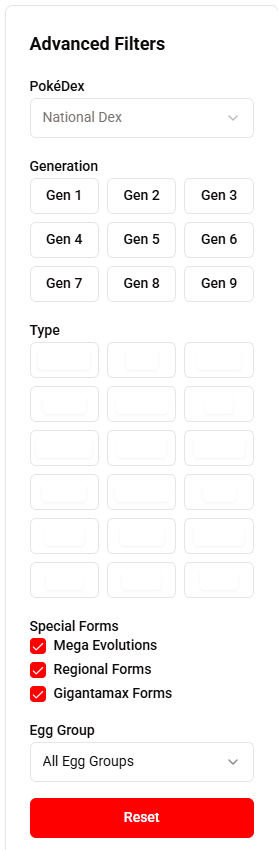 Advanced Filters
PokéDex
National Dex
Generation
Gen 1 Gen 2 Gen 3
Gen 4 Gen 5 Gen 6
Gen 7 Gen 8 Gen 9
Type
Special Forms
Mega Evolutions
Regional Forms
Gigantamax Forms
Egg Group
All Egg Groups
Reset